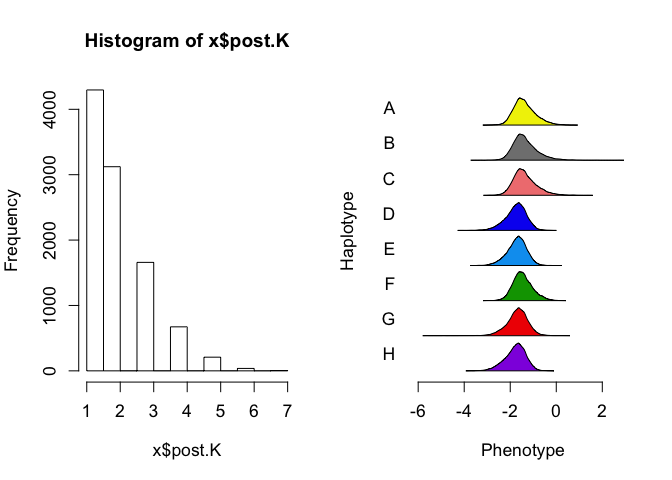 Histogram of x$post.K
Frequency
4000
3000
2000
1000
0
1 2 3 4 5 6 7
x$post.K
Haplotype
A
B
C
D
E
F
G
H
-6 -4 -2 0 2
Phenotype